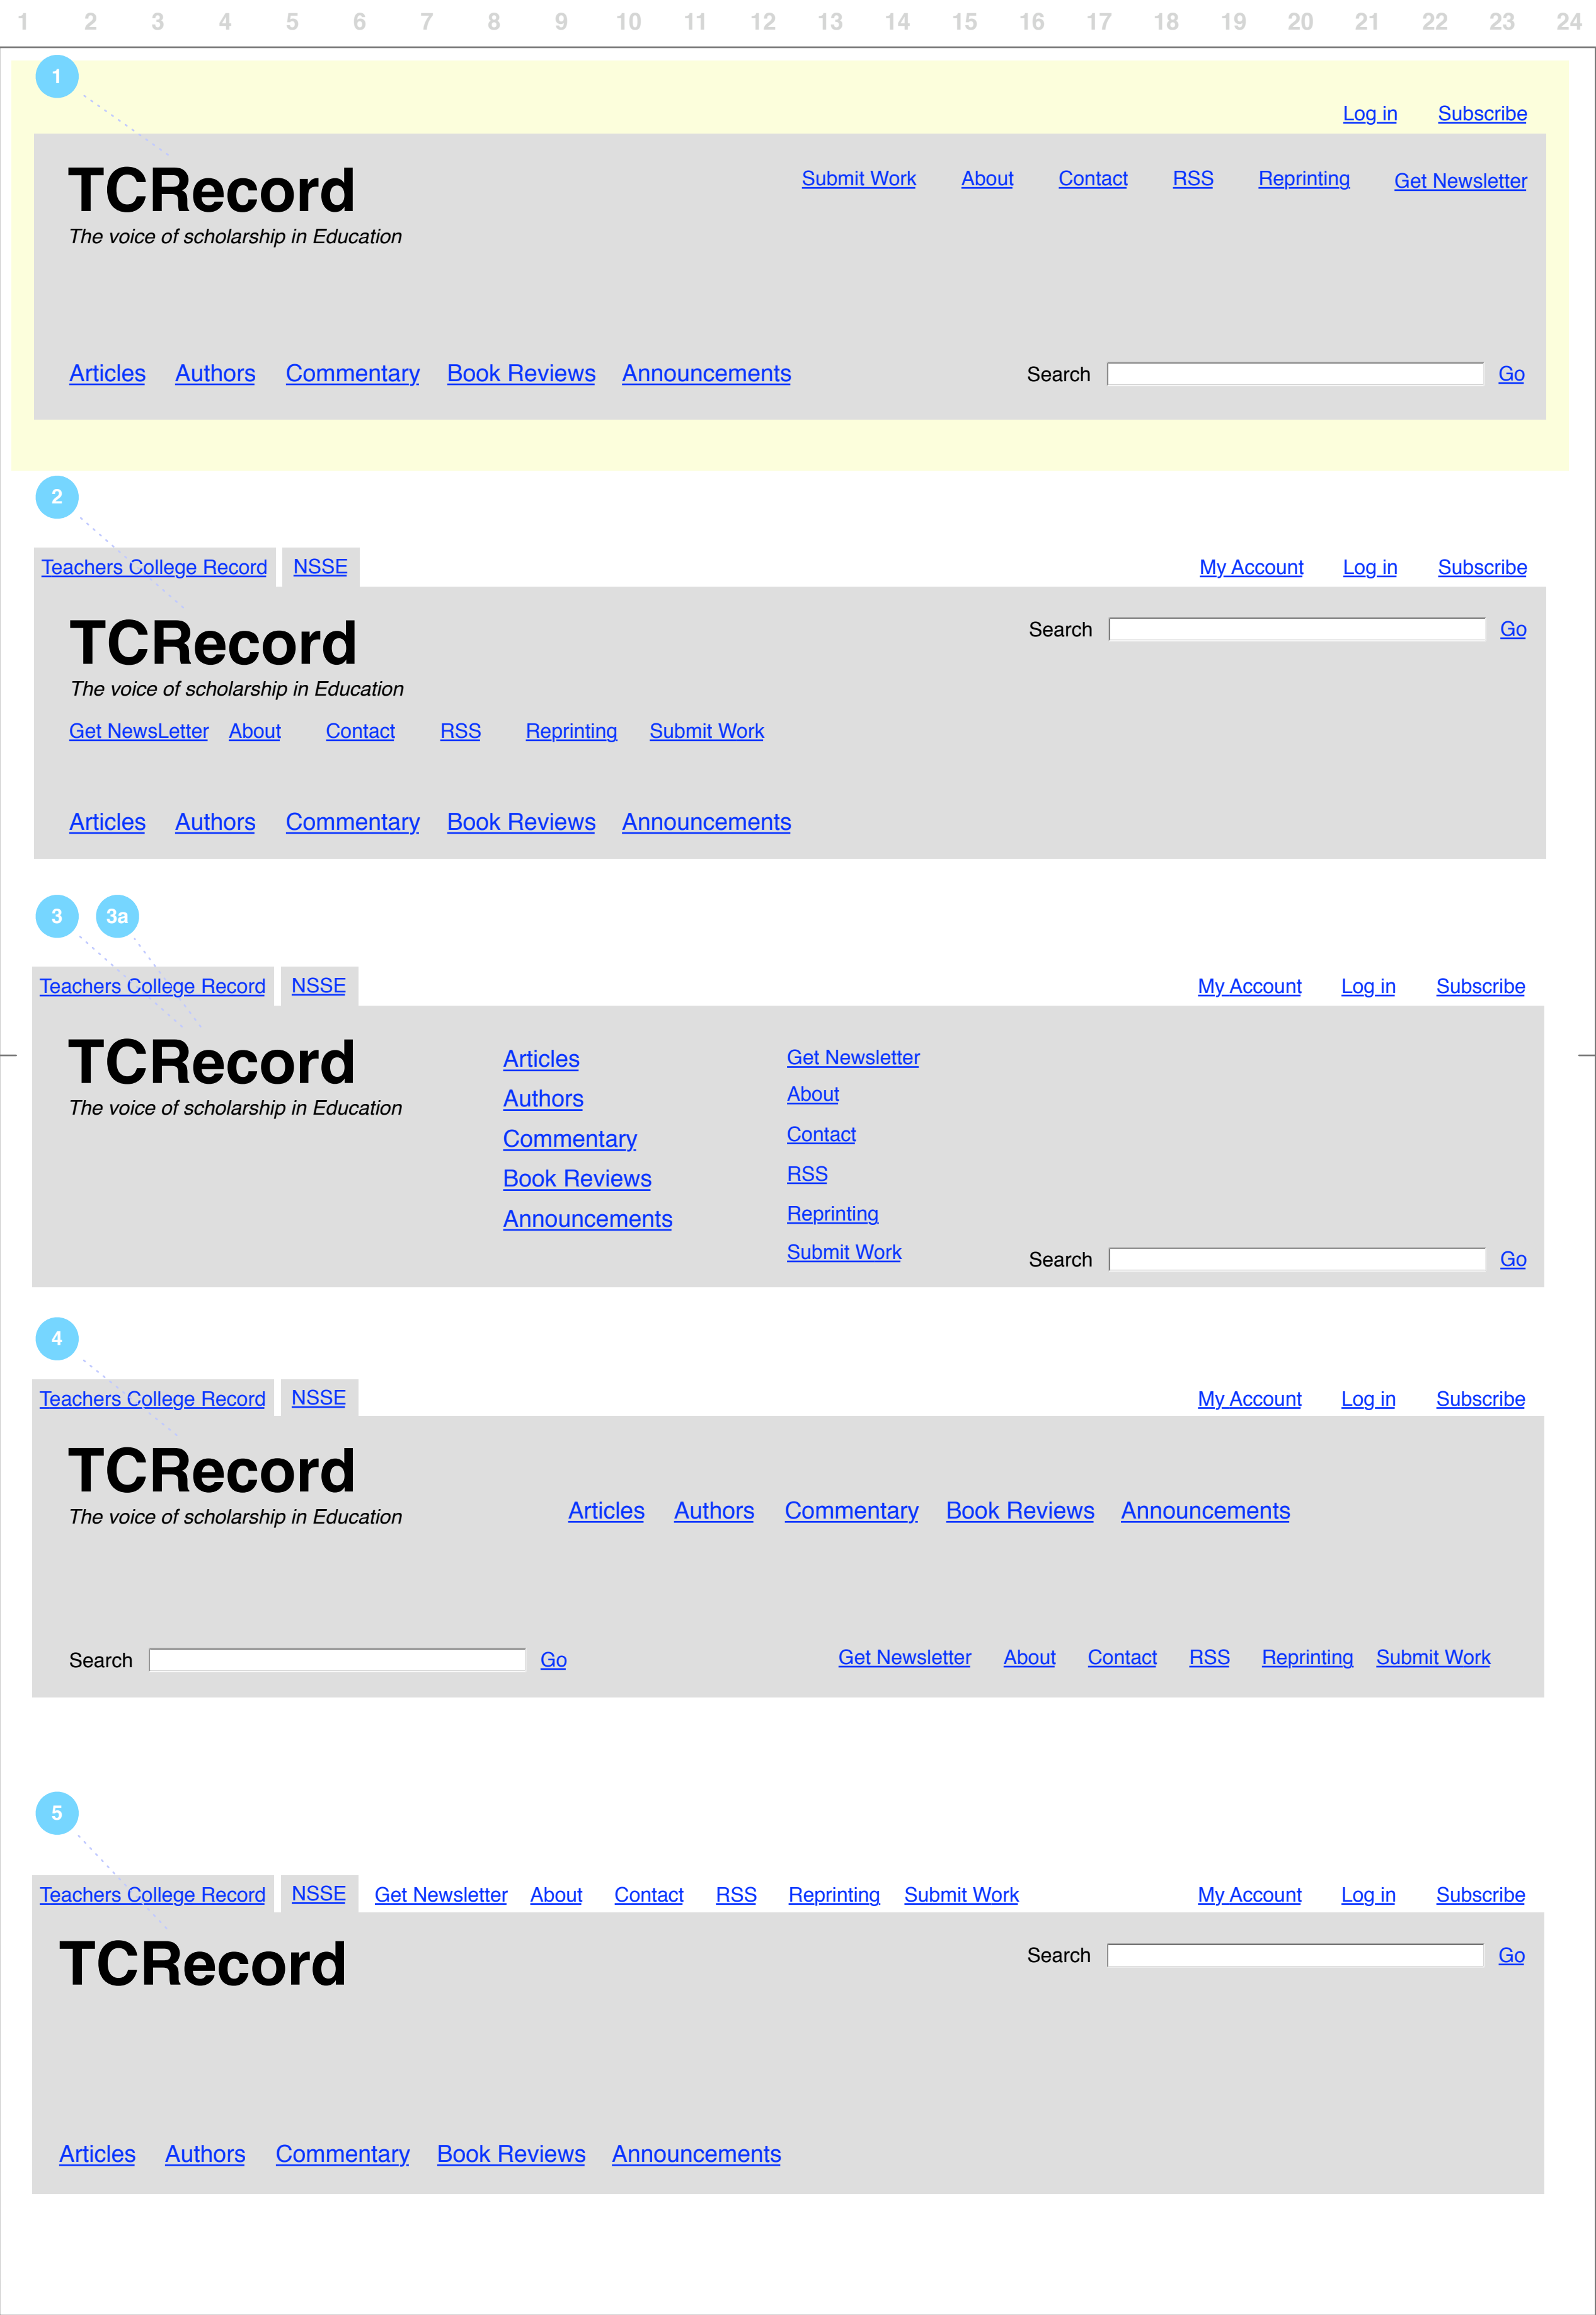 1 2 3 4 5 6 7 8 9 10 11 12 13 14 15 16 17 18 19 20 21 22 23 24
1
Log in Subscribe
TCRecord
Submit Work About Contact RSS Reprinting Get Newsletter
The voice of scholarship in Education
Articles Authors Commentary Book Reviews Announcements Search Go
2
Teachers College Record NSSE My Account Log in Subscribe
TCRecord
Search Go
The voice of scholarship in Education
Get NewsLetter About Contact RSS Reprinting Submit Work
Articles Authors Commentary Book Reviews Announcements
3 3a
Teachers College Record NSSE My Account Log in Subscribe
TCRecord
The voice of scholarship in Education
Articles
Authors
Commentary
Book Reviews
Announcements
Get Newsletter
About
Contact
RSS
Reprinting
Submit Work
Search Go
4
Teachers College Record NSSE My Account Log in Subscribe
TCRecord
The voice of scholarship in Education
Articles Authors Commentary Book Reviews Announcements
Search Go Get Newsletter About Contact RSS Reprinting Submit Work
5
Teachers College Record NSSE Get Newsletter About Contact RSS Reprinting Submit Work My Account Log in Subscribe
TCRecord
Search Go
Articles Authors Commentary Book Reviews Announcements